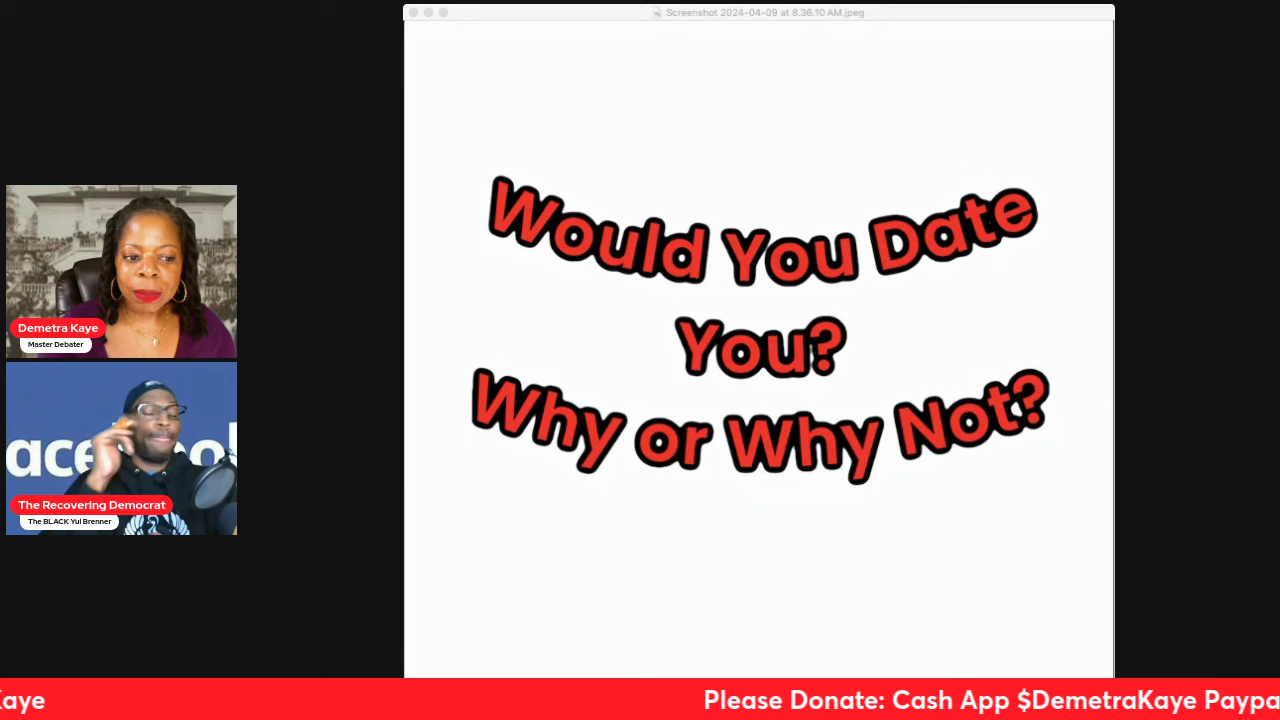 Screenshot 2024-04-09 at 8.36.10 AM.jpeg
Would You Date
You?
Why or Why Not?
Demetra Kaye
Master Debater
The Recovering Democrat
The BLACK Yul Brenner
Kaye
Please Donate: Cash App $DemetraKaye Paypa